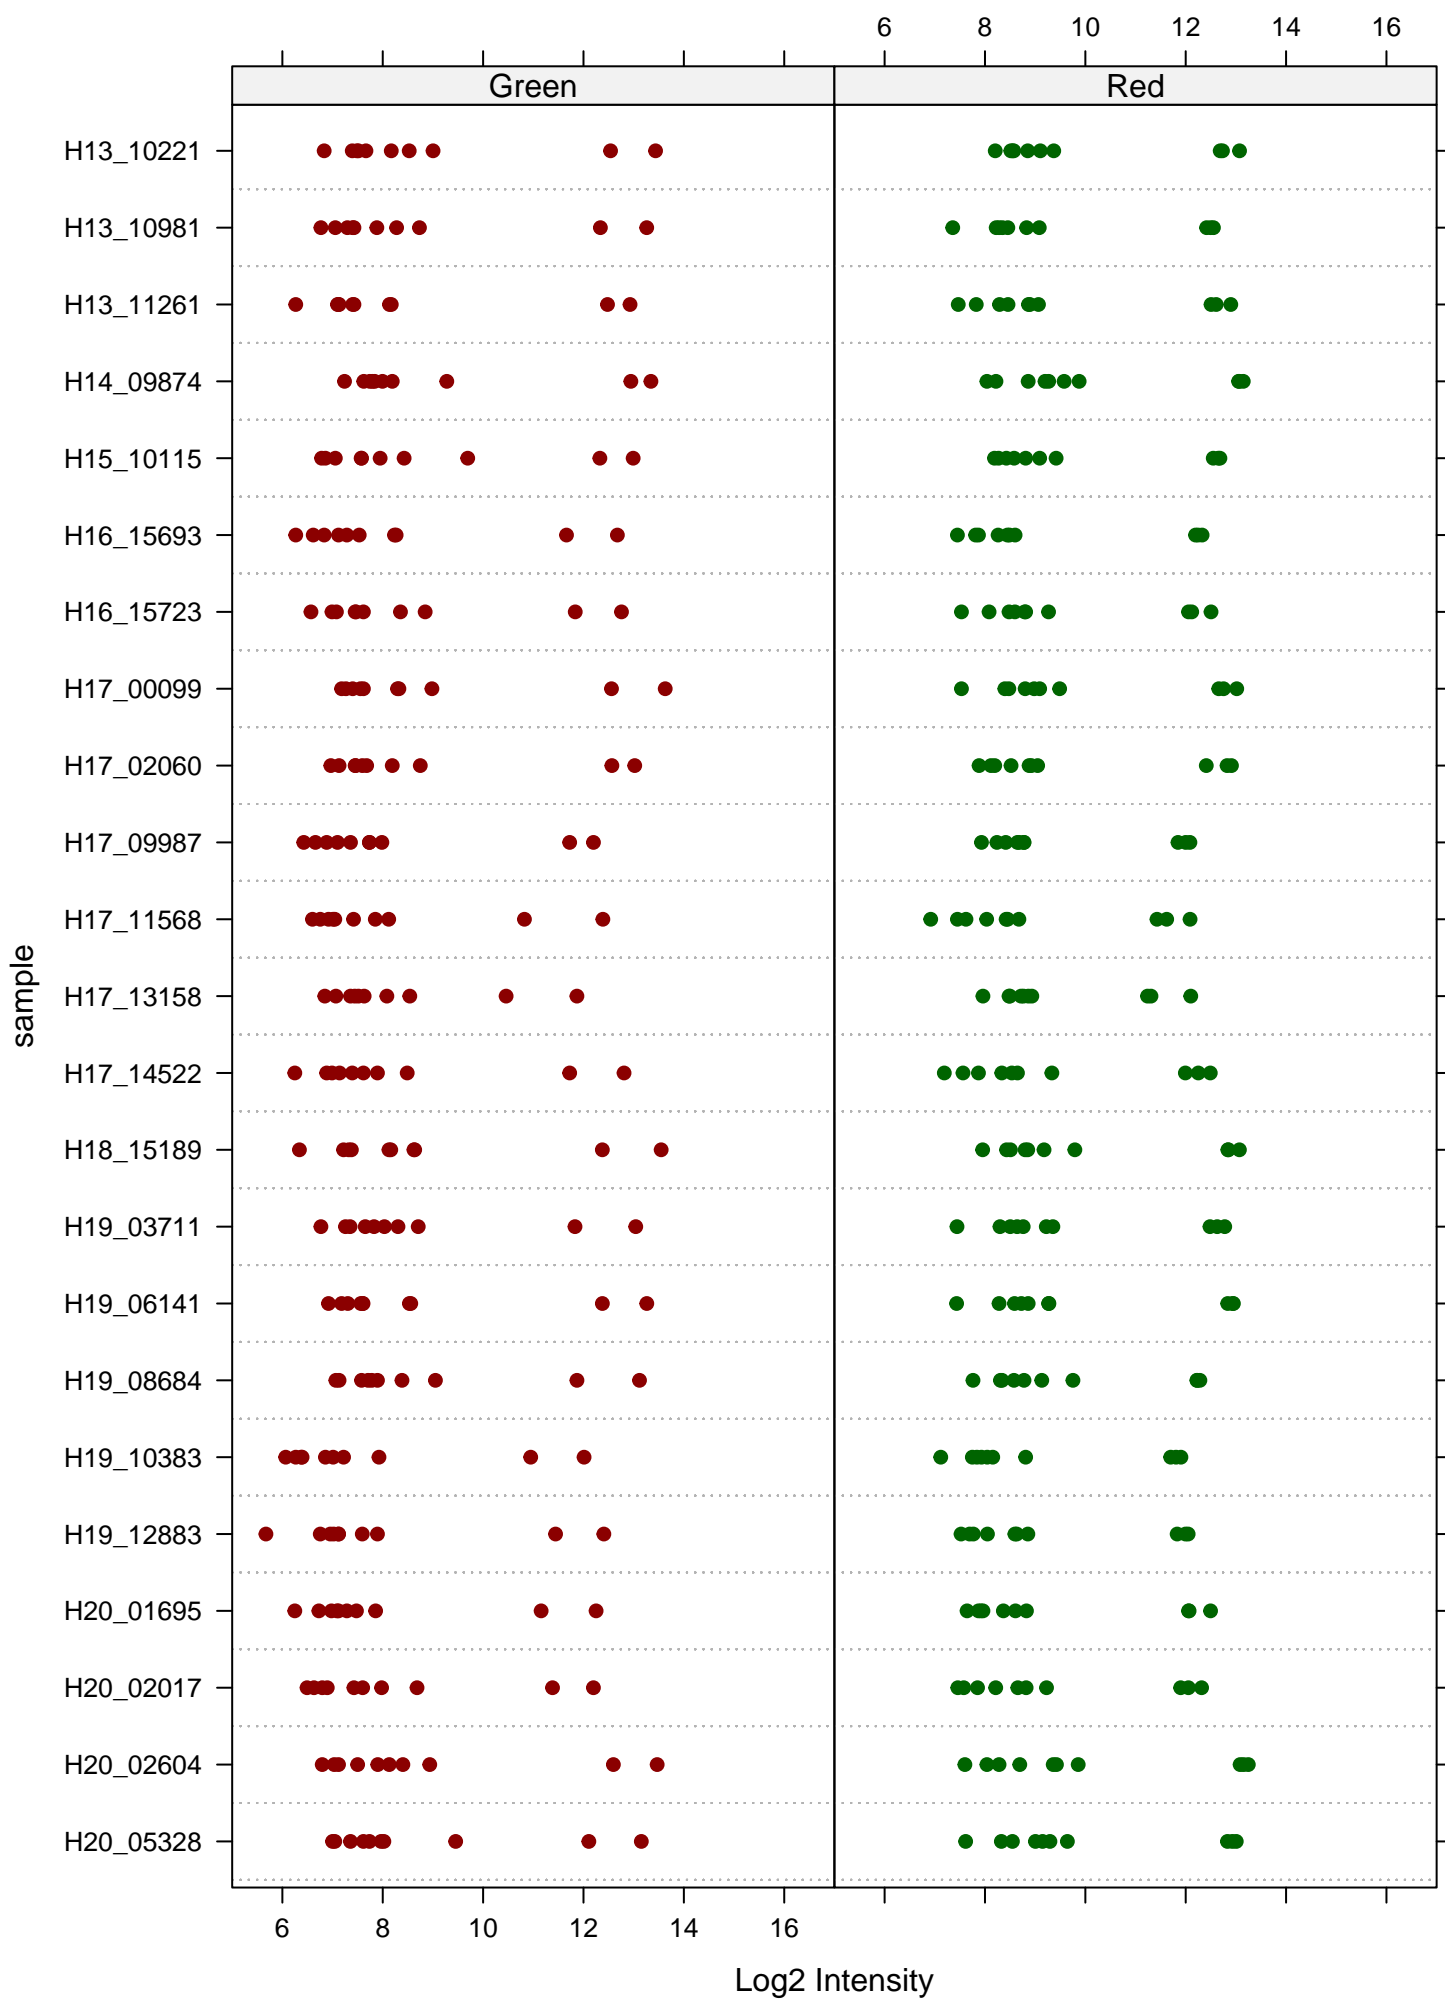 6 8 10 12 14 16
Green Red
H13_10221
H13_10981
H13_11261
H14_09874
H15_10115
H16_15693
H16_15723
H17_00099
H17_02060
H17_09987
H17_11568
H17_13158
H17_14522
H18_15189
H19_03711
H19_06141
H19_08684
H19_10383
H19_12883
H20_01695
H20_02017
H20_02604
H20_05328
sample
6 8 10 12 14 16
Log2 Intensity